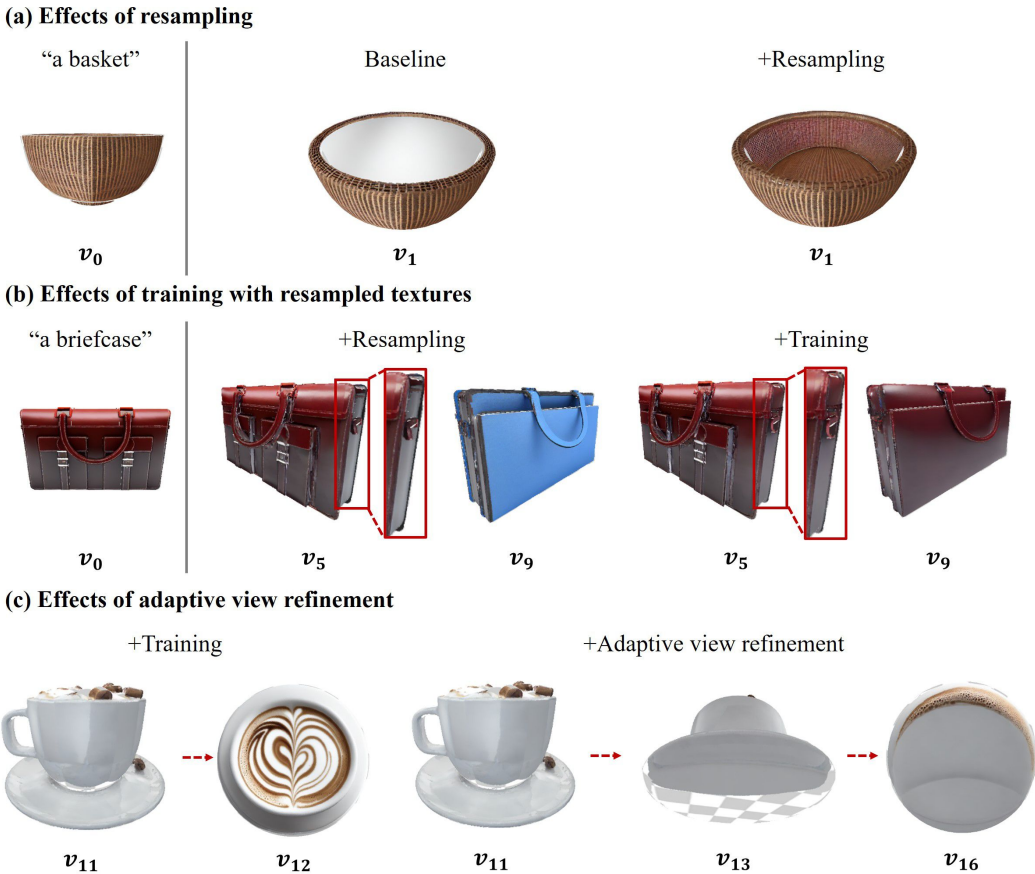 (a) Effects of resampling
“a basket”
Baseline
+Resampling
v₀
v₁
v₁
(b) Effects of training with resampled textures
“a briefcase”
+Resampling
+Training
v₀
v₅
v₉
v₅
v₉
(c) Effects of adaptive view refinement
+Training
+Adaptive view refinement
v₁₁
v₁₂
v₁₁
v₁₃
v₁₆